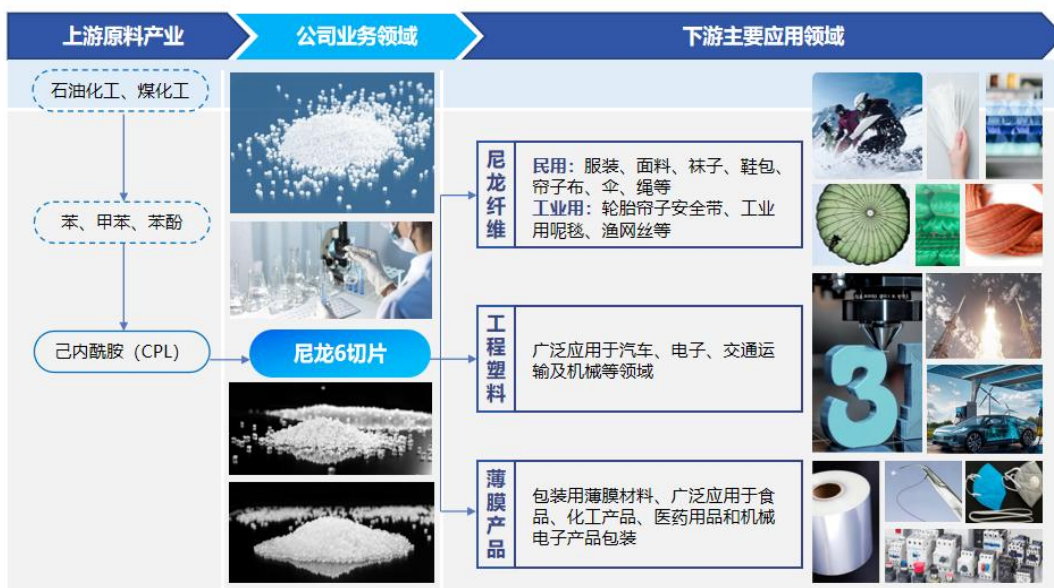 上游原料产业
公司业务领域
下游主要应用领域
石油化工、煤化工
苯、甲苯、苯酚
己内酰胺（CPL）
尼龙6切片
尼龙纤维
民用：服装、面料、袜子、鞋包、
帘子布、伞、绳等
工业用：轮胎帘子安全带、工业
用呢毯、渔网丝等
工程塑料
广泛应用于汽车、电子、交通运
输及机械等领域
薄膜产品
包装用薄膜材料、广泛应用于食
品、化工产品、医药用品和机械
电子产品包装